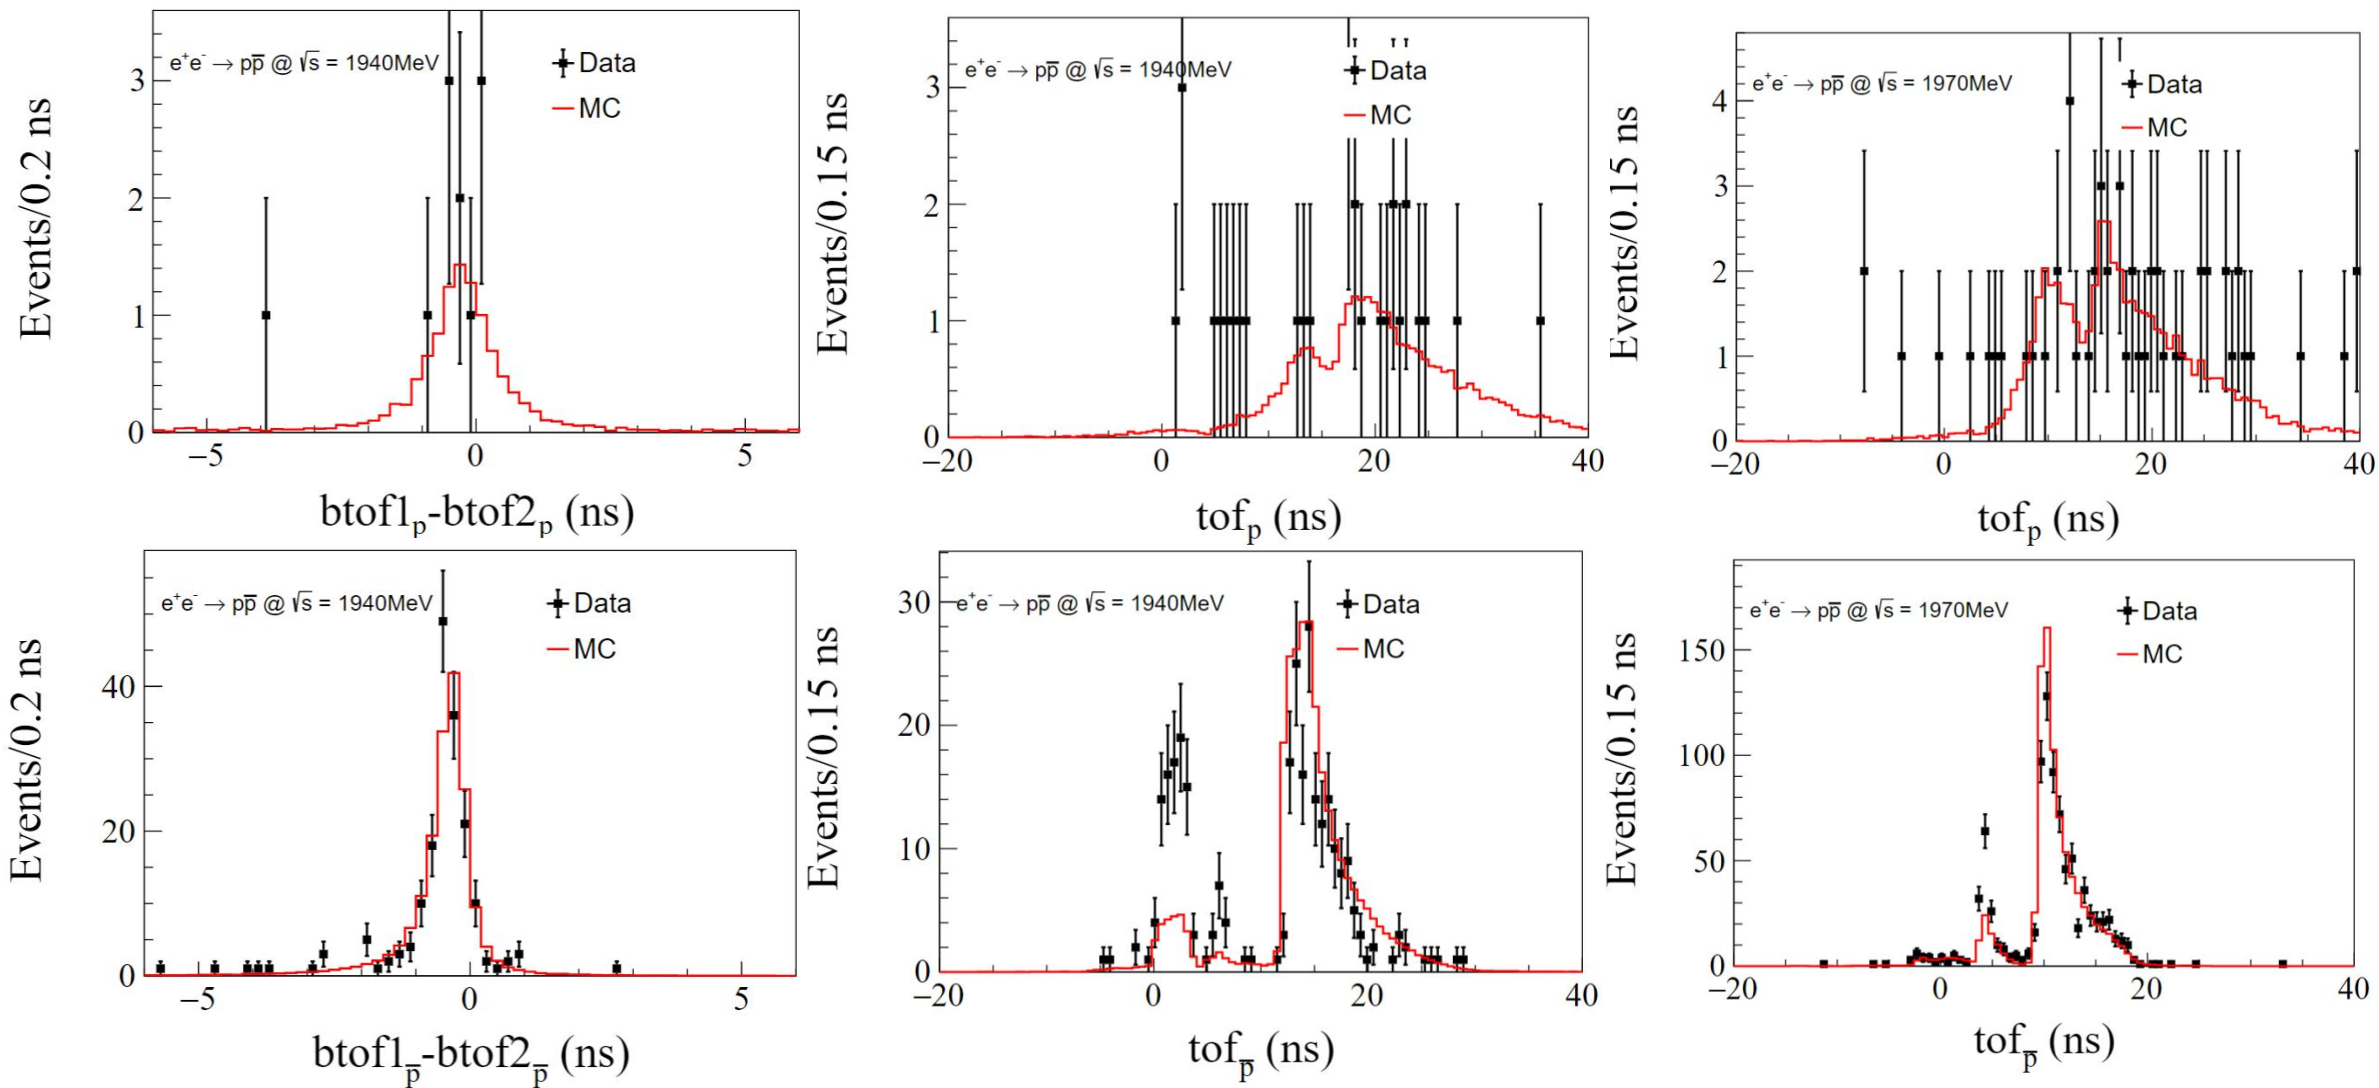 Events/0.2 ns
e⁺e⁻ → pp̅ @ √s = 1940MeV
Data
MC
3
2
1
0
−5 0 5
btof1ₚ-btof2ₚ (ns)
Events/0.15 ns
e⁺e⁻ → pp̅ @ √s = 1940MeV
Data
MC
3
2
1
0
−20 0 20 40
tofₚ (ns)
Events/0.15 ns
e⁺e⁻ → pp̅ @ √s = 1970MeV
Data
MC
4
3
2
1
0
−20 0 20 40
tofₚ (ns)
Events/0.2 ns
e⁺e⁻ → pp̅ @ √s = 1940MeV
Data
MC
40
20
0
−5 0 5
btof1ₚ̅-btof2ₚ̅ (ns)
Events/0.15 ns
e⁺e⁻ → pp̅ @ √s = 1940MeV
Data
MC
30
20
10
0
−20 0 20 40
tofₚ̅ (ns)
Events/0.15 ns
e⁺e⁻ → pp̅ @ √s = 1970MeV
Data
MC
150
100
50
0
−20 0 20 40
tofₚ̅ (ns)